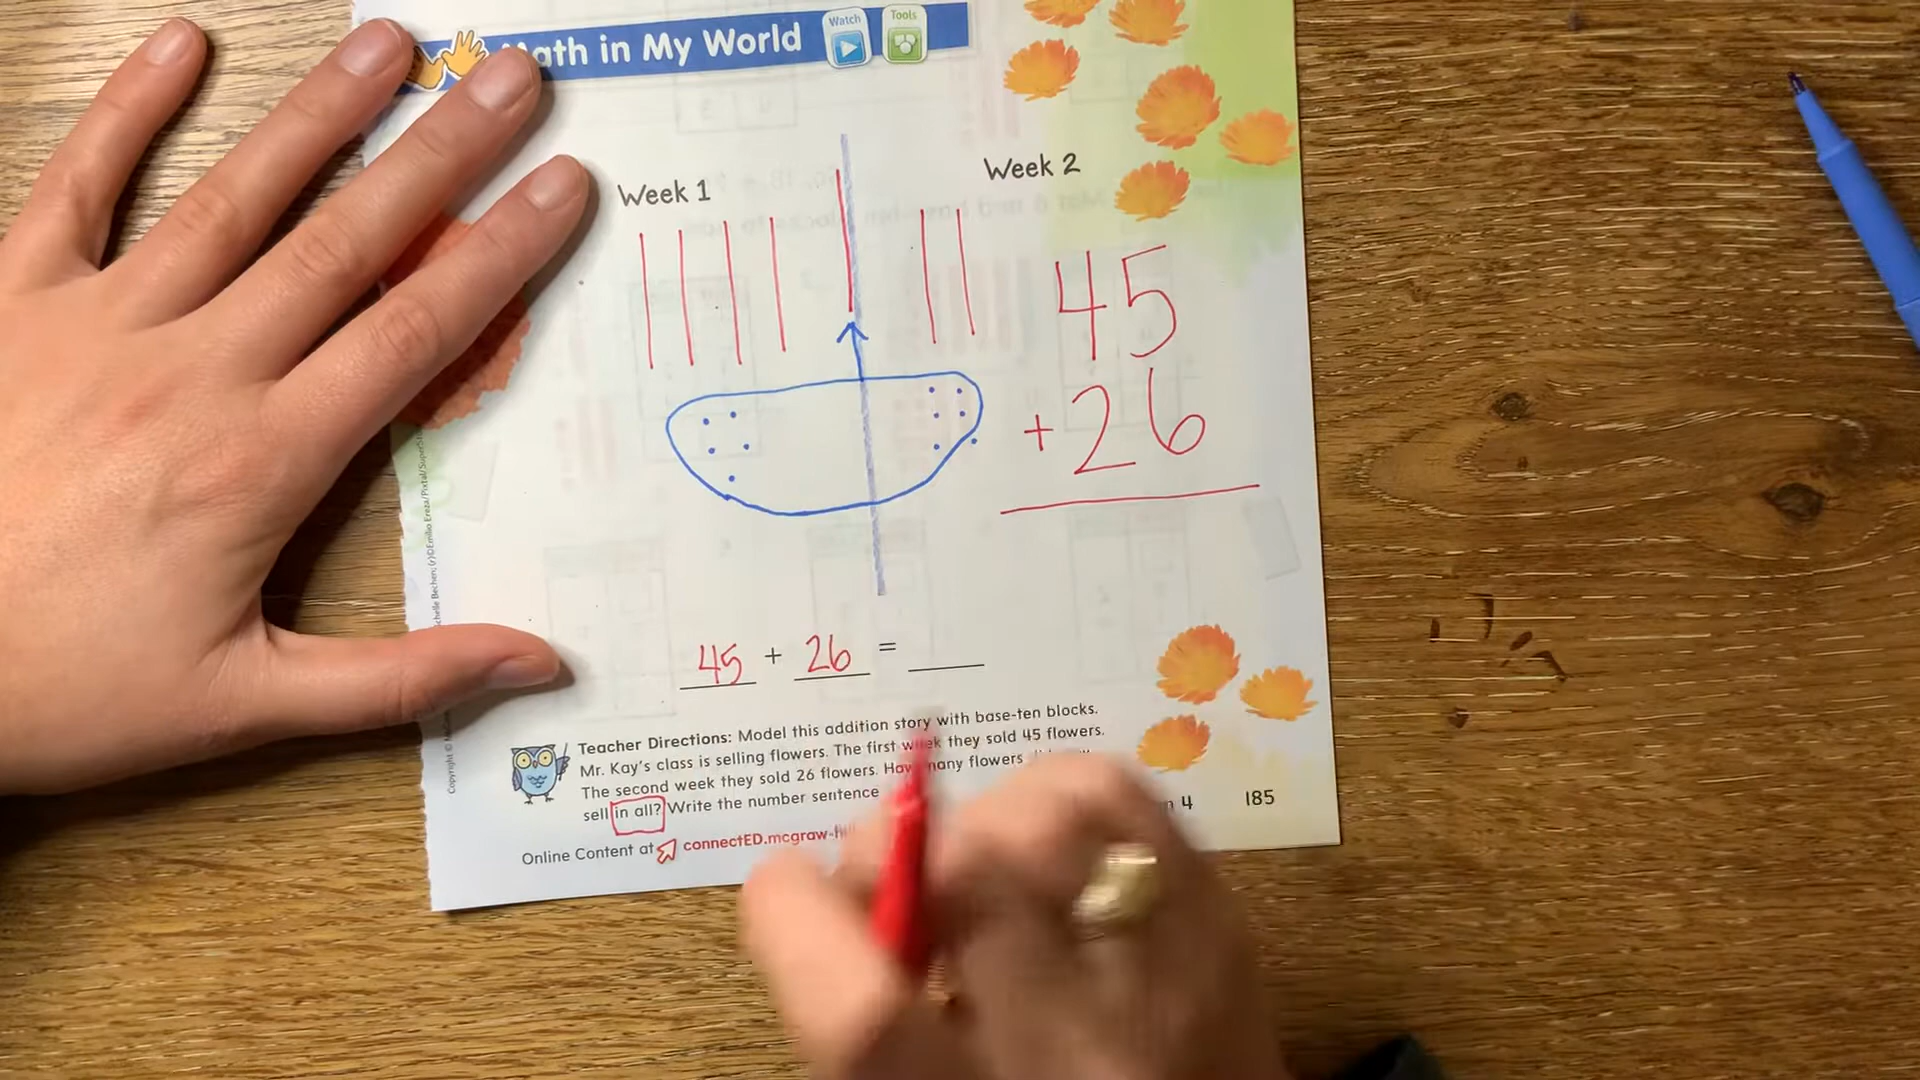 Math in My World
Watch
Tools
Week 1
Week 2
45
+26
45 + 26 =
Teacher Directions: Model this addition story with base-ten blocks.
Mr. Kay's class is selling flowers. The first week they sold 45 flowers.
The second week they sold 26 flowers. How many flowers
sell in all? Write the number sentence
4 185
Online Content at connectED.mcgraw-